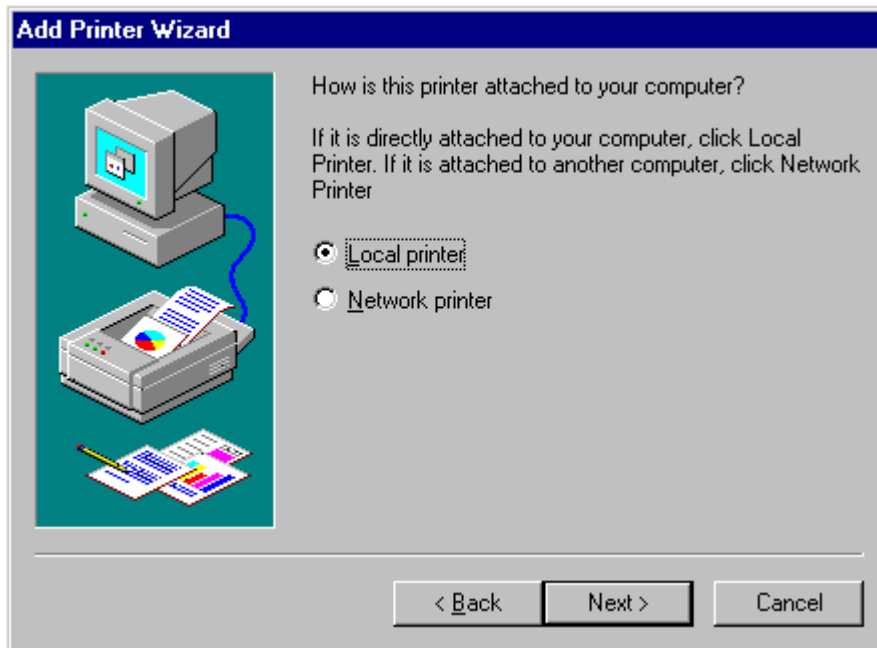 Add Printer Wizard
How is this printer attached to your computer?
If it is directly attached to your computer, click Local
Printer. If it is attached to another computer, click Network
Printer
Local printer
Network printer
< Back
Next >
Cancel